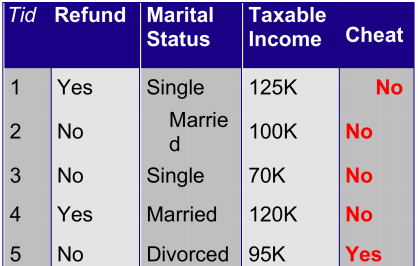 Tid Refund Marital Status Taxable Income Cheat
1 Yes Single 125K No
2 No Married 100K No
3 No Single 70K No
4 Yes Married 120K No
5 No Divorced 95K Yes